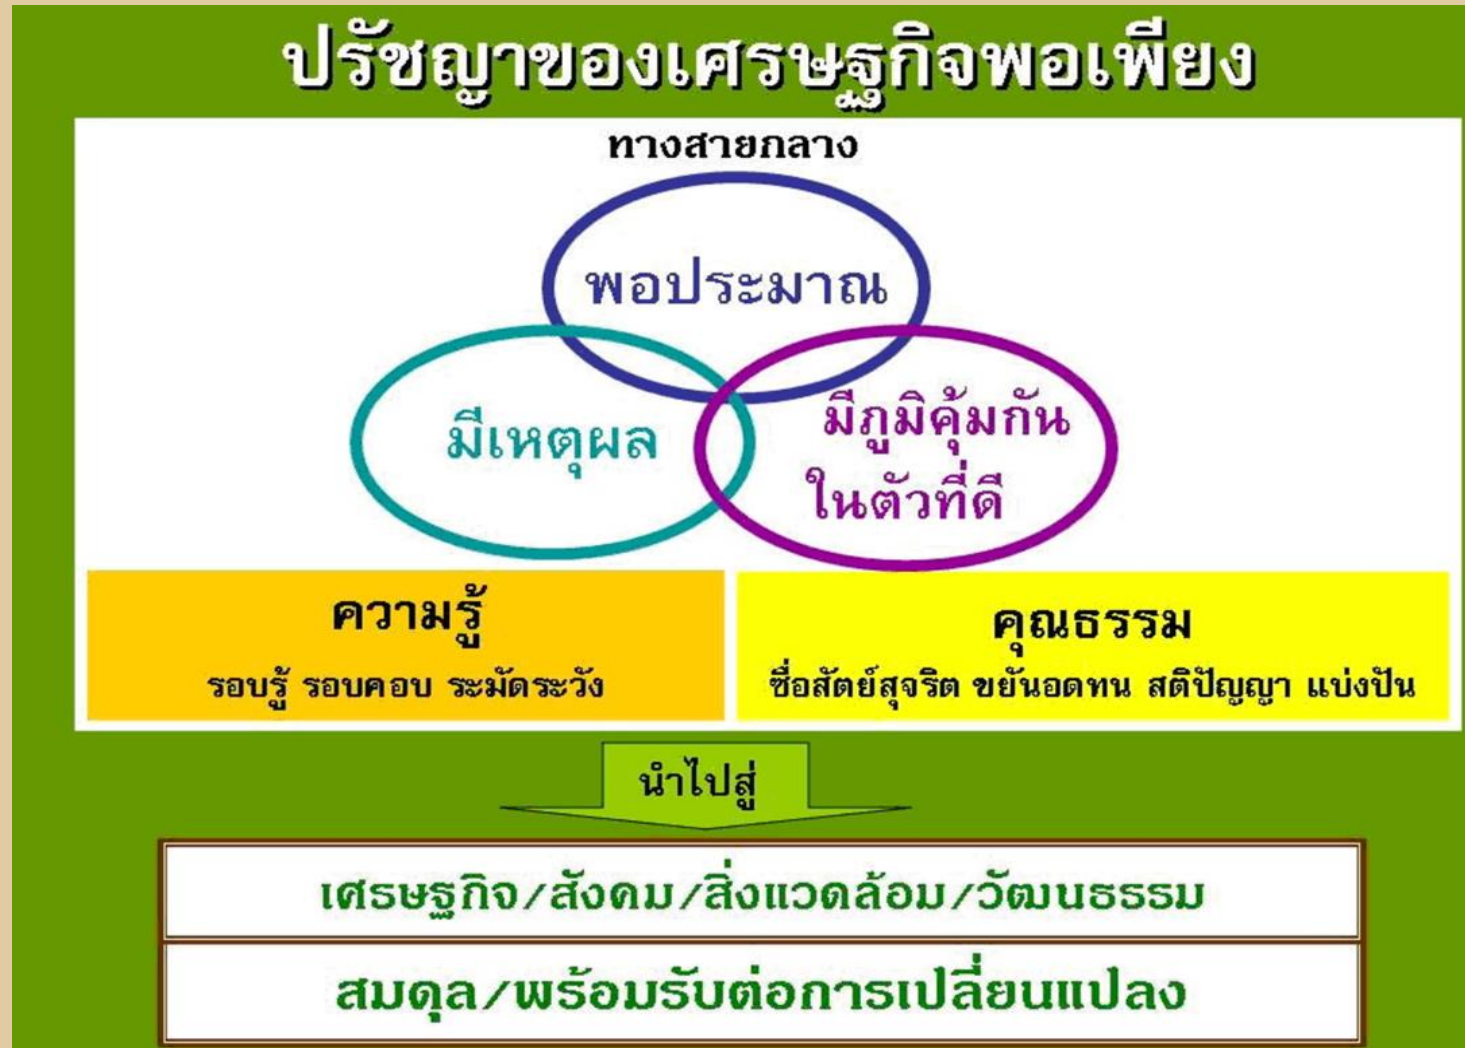 ปรัชญาของเศรษฐกิจพอเพียง
ทางสายกลาง
พอประมาณ
มีเหตุผล
มีภูมิคุ้มกัน
ในตัวที่ดี
ความรู้
รอบรู้ รอบคอบ ระมัดระวัง
คุณธรรม
ซื่อสัตย์สุจริต ขยันอดทน สติปัญญา แบ่งปัน
นำไปสู่
เศรษฐกิจ/สังคม/สิ่งแวดล้อม/วัฒนธรรม
สมดุล/พร้อมรับต่อการเปลี่ยนแปลง